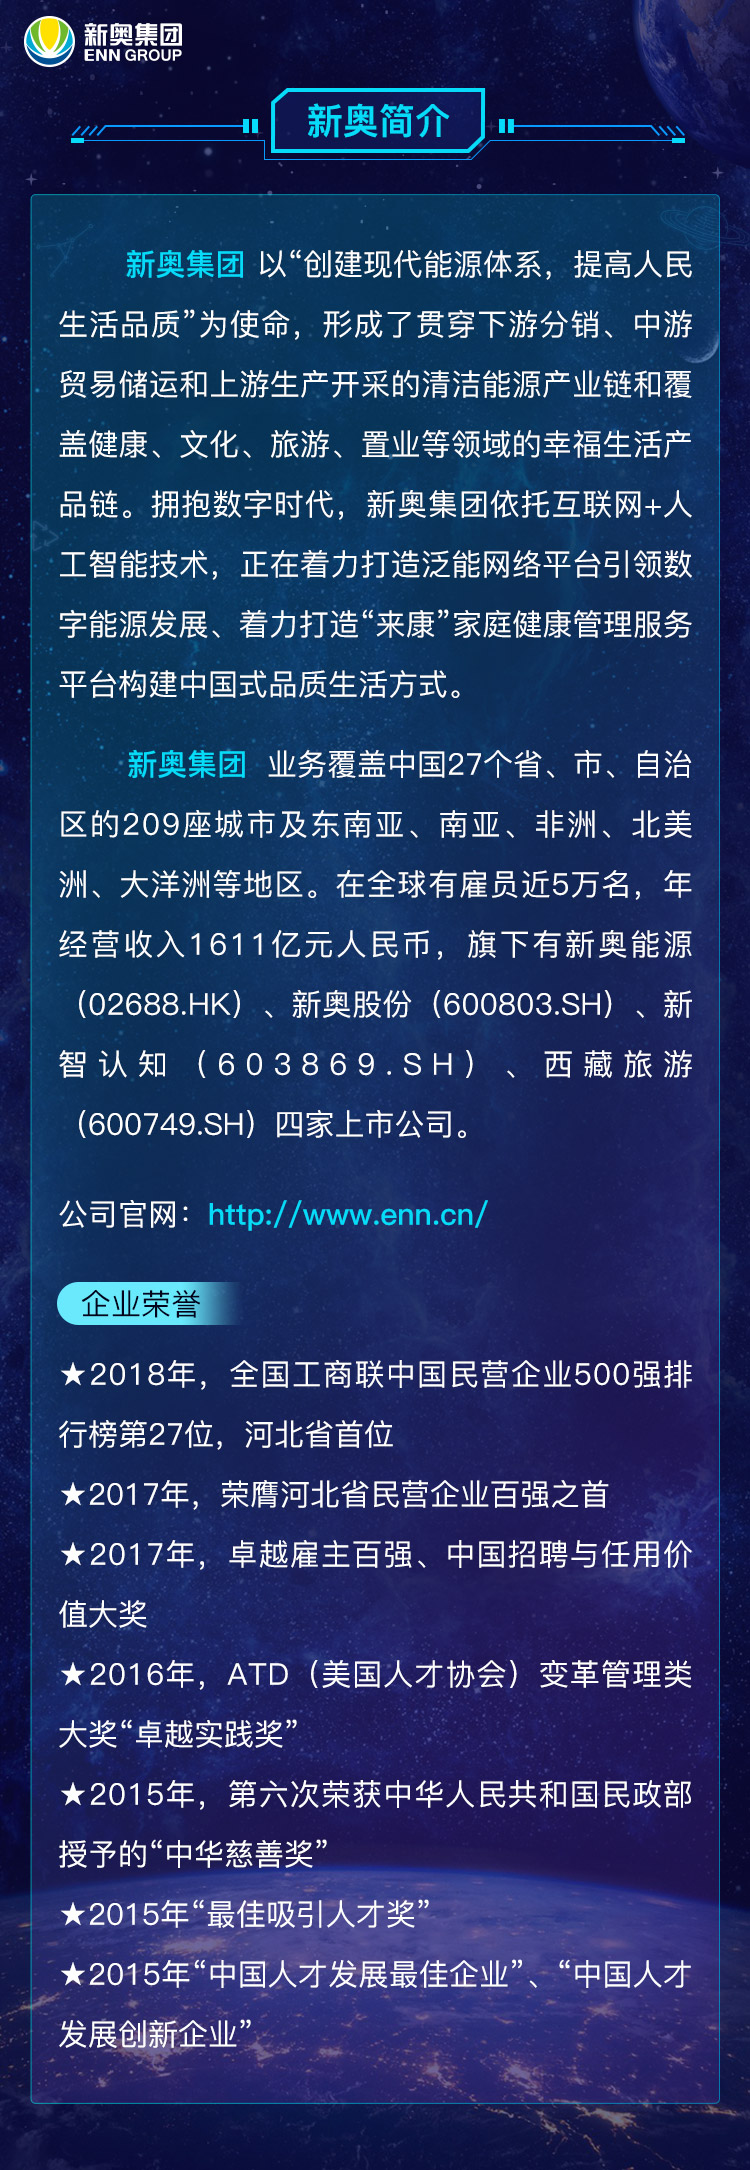 新奥集团
ENN GROUP
新奥简介
新奥集团 以“创建现代能源体系，提高人民
生活品质”为使命，形成了贯穿下游分销、中游
贸易储运和上游生产开采的清洁能源产业链和覆
盖健康、文化、旅游、置业等领域的幸福生活产
品链。拥抱数字时代，新奥集团依托互联网+人
工智能技术，正在着力打造泛能网络平台引领数
字能源发展、着力打造“来康”家庭健康管理服务
平台构建中国式品质生活方式。
新奥集团 业务覆盖中国27个省、市、自治
区的209座城市及东南亚、南亚、非洲、北美
洲、大洋洲等地区。在全球有雇员近5万名，年
经营收入1611亿元人民币，旗下有新奥能源
（02688.HK）、新奥股份（600803.SH）、新
智认知（603869.SH）、西藏旅游
（600749.SH）四家上市公司。
公司官网：http://www.enn.cn/
企业荣誉
★2018年，全国工商联中国民营企业500强排
行榜第27位，河北省首位
★2017年，荣膺河北省民营企业百强之首
★2017年，卓越雇主百强、中国招聘与任用价
值大奖
★2016年，ATD（美国人才协会）变革管理类
大奖“卓越实践奖”
★2015年，第六次荣获中华人民共和国民政部
授予的“中华慈善奖”
★2015年“最佳吸引人才奖”
★2015年“中国人才发展最佳企业”、“中国人才
发展创新企业”